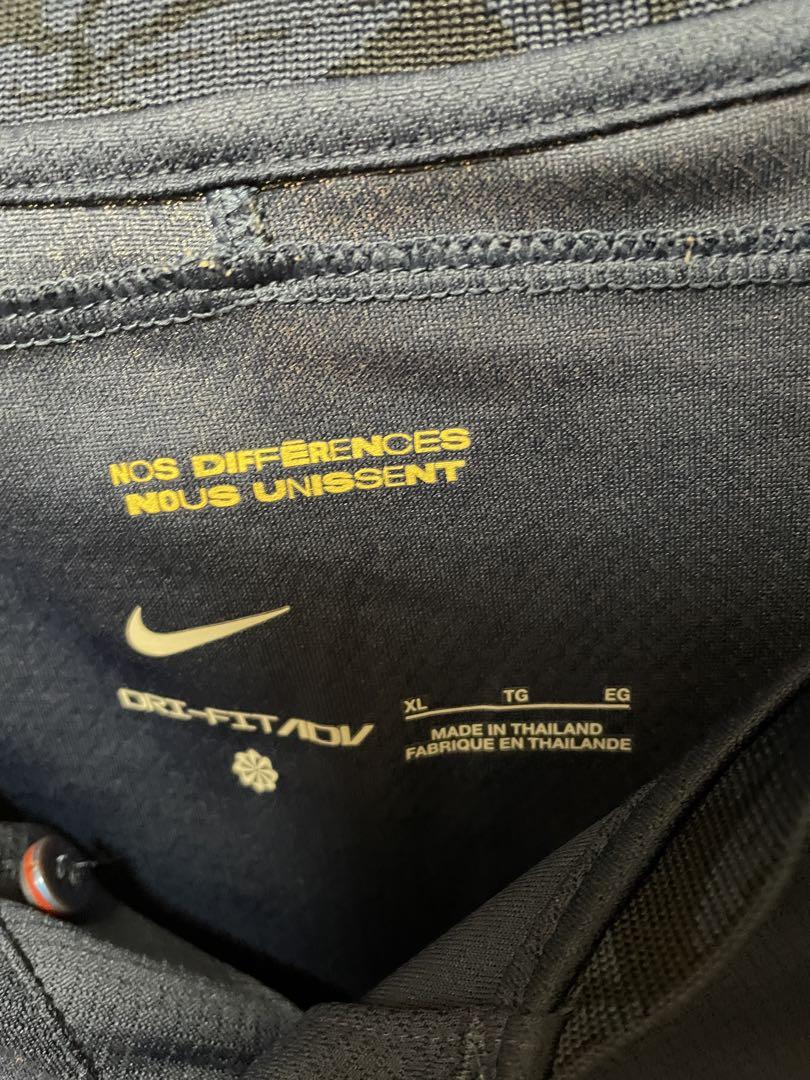 NOS DIFFÉRENCES
NOUS UNISSENT
DRI-FIT ADV
XL TG EG
MADE IN THAILAND
FABRIQUE EN THAILANDE